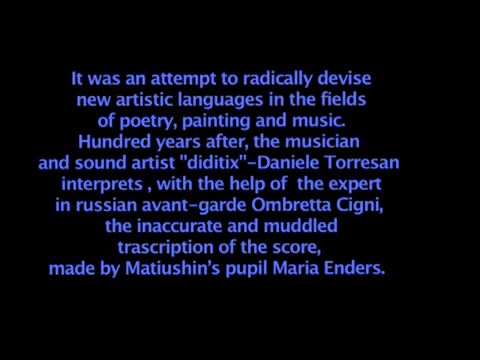 It was an attempt to radically devise
new artistic languages in the fields
of poetry, painting and music.
Hundred years after, the musician
and sound artist "diditix"-Daniele Torresan
interprets , with the help of the expert
in russian avant-garde Ombretta Cigni,
the inaccurate and muddled
trascription of the score,
made by Matiushin's pupil Maria Enders.